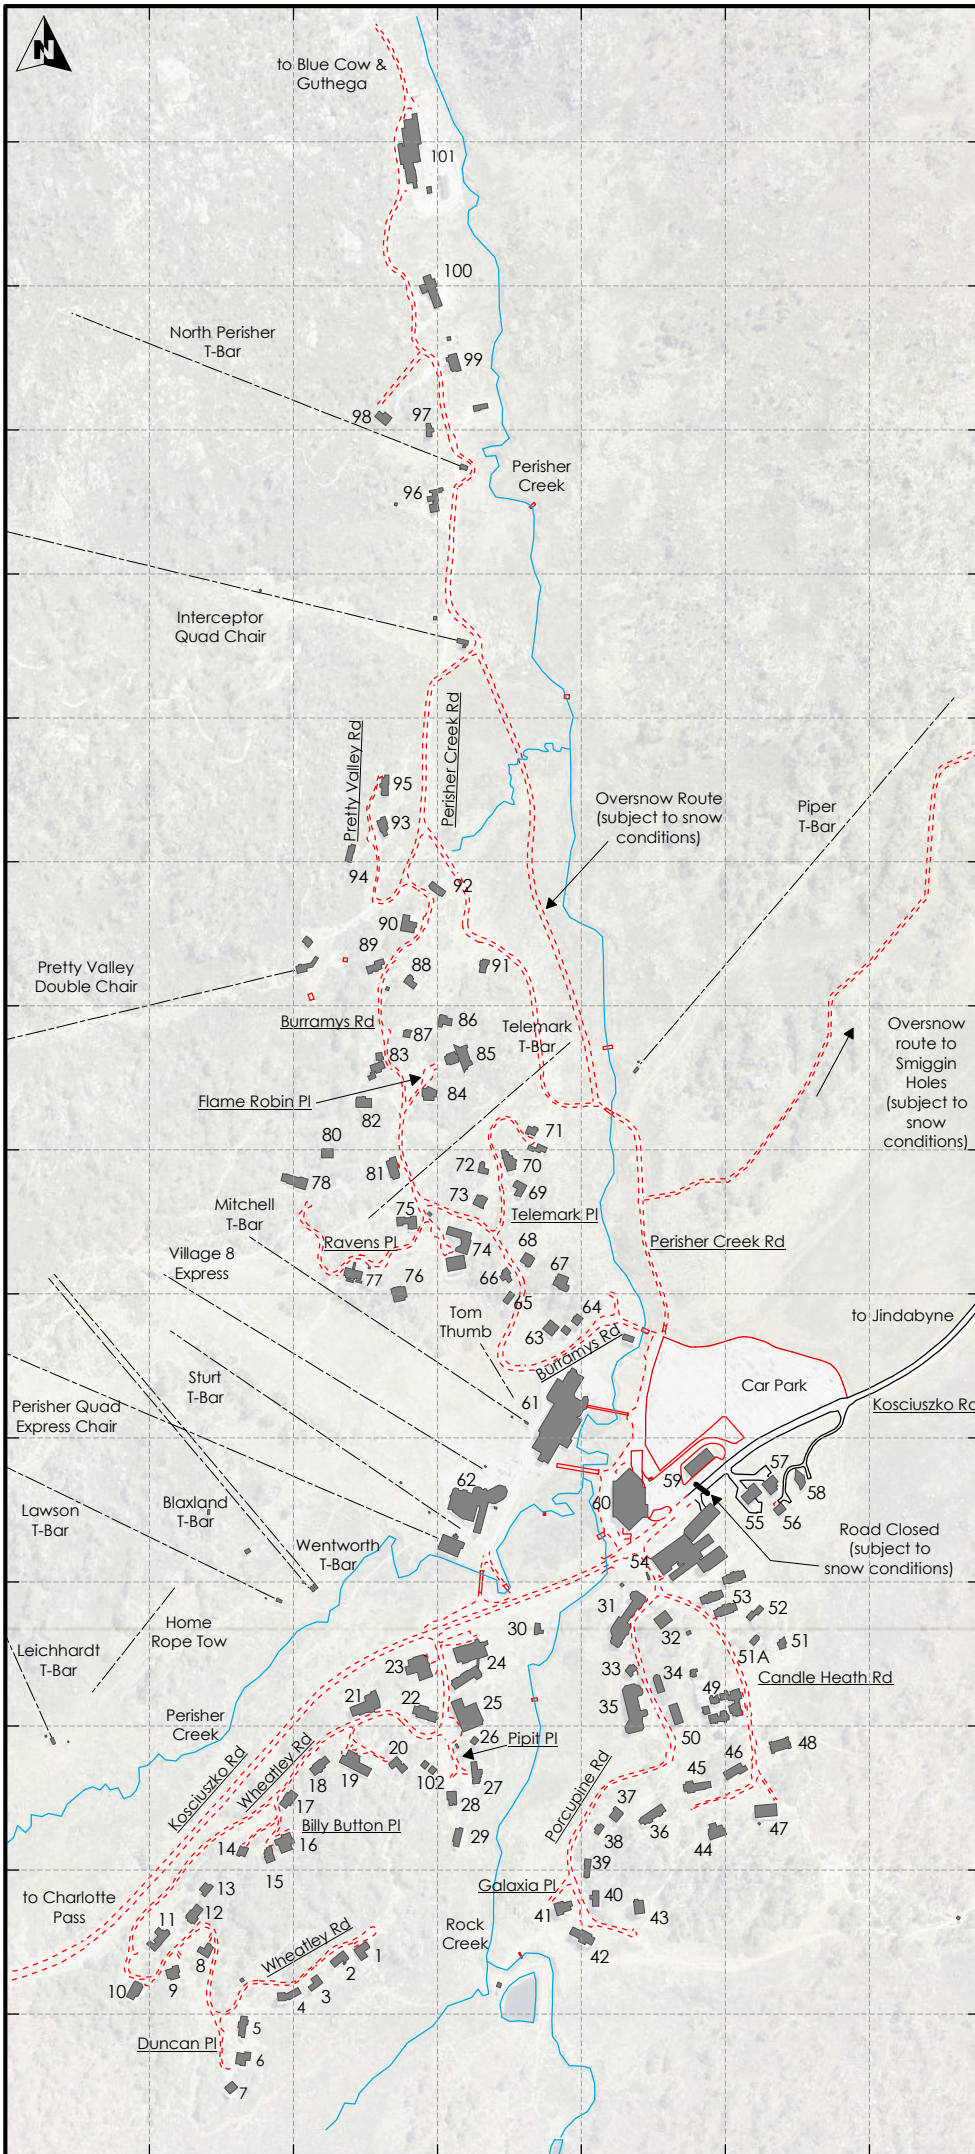 N
to Blue Cow &
Guthega
101
100
North Perisher
T-Bar
99
98
97
96
Perisher
Creek
Interceptor
Quad Chair
Pretty Valley Rd
Perisher Creek Rd
95
93
94
Oversnow Route
(subject to snow
conditions)
Piper
T-Bar
92
90
89
88
91
Pretty Valley
Double Chair
Burramys Rd
87
86
83
85
Telemark
T-Bar
Oversnow
route to
Smiggin
Holes
(subject to
snow
conditions)
Flame Robin Pl
84
82
80
81
78
71
72
70
73
69
Telemark Pl
Mitchell
T-Bar
75
Ravens Pl
74
68
67
66
65
64
63
77
76
Perisher Creek Rd
Village 8
Express
Tom
Thumb
Burramys Rd
to Jindabyne
Car Park
Kosciuszko Rd
61
Sturt
T-Bar
Perisher Quad
Express Chair
62
60
59
57
58
55
56
Lawson
T-Bar
Blaxland
T-Bar
Wentworth
T-Bar
Road Closed
(subject to
snow conditions)
54
53
52
51
51A
31
32
30
Home
Rope Tow
Leichhardt
T-Bar
23
24
33
34
Candle Heath Rd
35
49
50
21
22
25
26
Pipit Pl
48
Perisher
Creek
Kosciuszko Rd
Wheatley Rd
20
19
18
102
27
28
29
45
46
47
44
17
16
Billy Button Pl
14
15
Porcupine Rd
37
38
36
39
40
41
42
43
Galaxia Pl
to Charlotte
Pass
13
12
11
10
9
8
Wheatley Rd
1
2
3
4
Rock
Creek
5
Duncan Pl
6
7